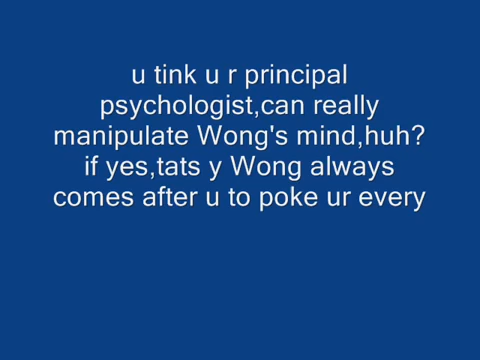 u tink u r principal
psychologist,can really
manipulate Wong's mind,huh?
if yes,tats y Wong always
comes after u to poke ur every